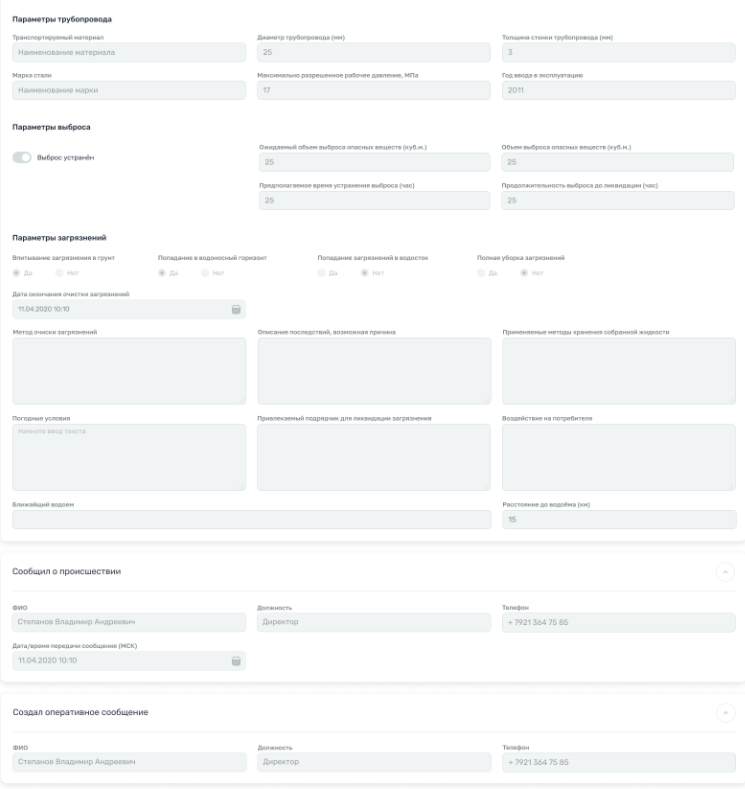 Параметры трубопровода
Транспортируемый материал
Диаметр трубопровода (мм)
Толщина стенки трубопровода (мм)
Наименование материала
25
3
Марка стали
Максимально разрешенное рабочее давление, МПа
Год ввода в эксплуатацию
Наименование марки
17
2011
Параметры выброса
Выброс устранён
Ожидаемый объем выброса опасных веществ (куб.м.)
Объем выброса опасных веществ (куб.м.)
25
25
Предполагаемое время устранения выброса (час)
Продолжительность выброса до ликвидации (час)
25
25
Параметры загрязнений
Впитывание загрязнения в грунт
Попадание в водоносный горизонт
Попадание загрязнений в водосток
Полная уборка загрязнений
Да Нет
Да Нет
Да Нет
Да Нет
Дата окончания очистки загрязнений
11.04.2020 10:10
Метод очиски загрязнений
Описание последствий, возможная причина
Применяемые методы хранения собранной жидкости
Погодные условия
Привлекаемый подрядчик для ликвидации загрязнения
Воздействие на потребителя
Начните ввод текста
Ближайщий водоем
Расстояние до водоёма (км)
15
Сообщил о происшествии
ФИО
Должность
Телефон
Степанов Владимир Андреевич
Директор
+ 7921 364 75 85
Дата/время передачи сообщения (МСК)
11.04.2020 10:10
Создал оперативное сообщение
ФИО
Должность
Телефон
Степанов Владимир Андреевич
Директор
+ 7921 364 75 85